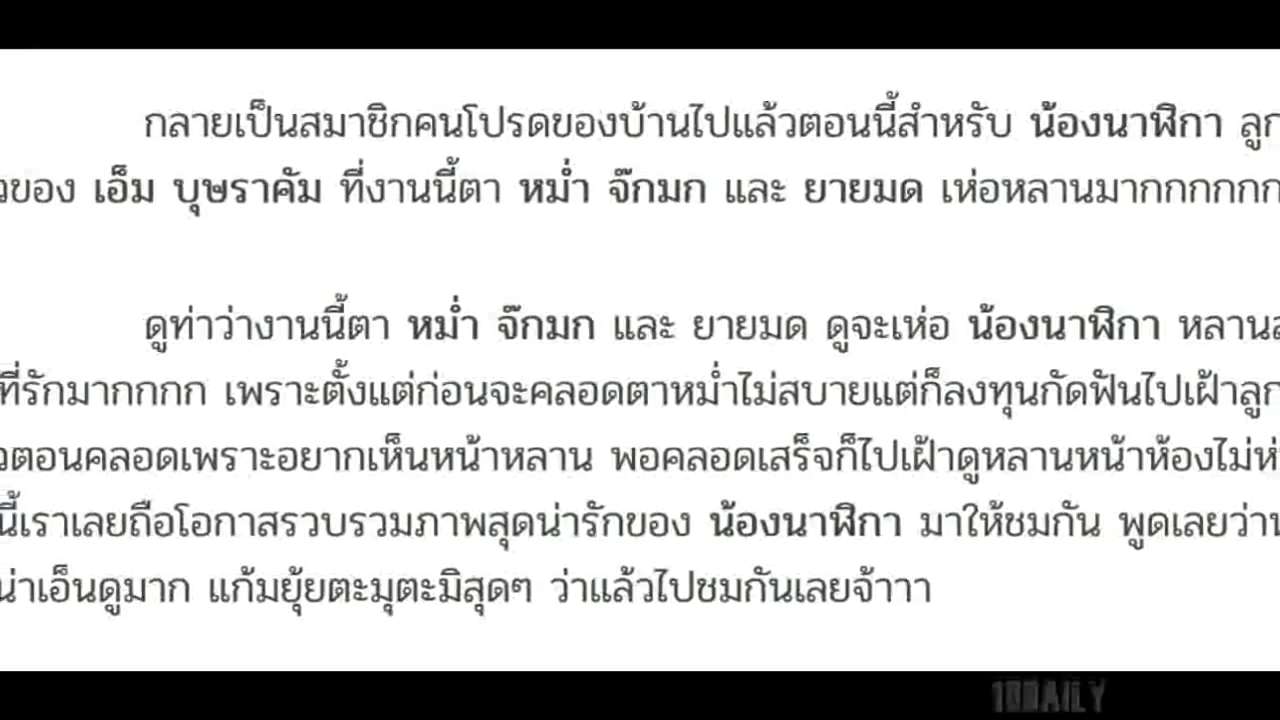 กลายเป็นสมาชิกคนโปรดของบ้านไปแล้วตอนนี้สำหรับ น้องนาฬิกา ลูก
ของ เอ็ม บุษราคัม ที่งานนี้ตา หม่ำ จ๊กมก และ ยายมด เห่อหลานมากกกกกก
ดูท่าว่างานนี้ตา หม่ำ จ๊กมก และ ยายมด ดูจะเห่อ น้องนาฬิกา หลาน
ที่รักมากกกก เพราะตั้งแต่ก่อนจะคลอดตาหม่ำไม่สบายแต่ก็ลงทุนกัดฟันไปเฝ้าลูก
ตอนคลอดเพราะอยากเห็นหน้าหลาน พอคลอดเสร็จก็ไปเฝ้าดูหลานหน้าห้องไม่
นี้เราเลยถือโอกาสรวบรวมภาพสุดน่ารักของ น้องนาฬิกา มาให้ชมกัน พูดเลยว่า
น่าเอ็นดูมาก แก้มยุ้ยตะมุตะมิสุดๆ ว่าแล้วไปชมกันเลยจ้าาา
10DAILY